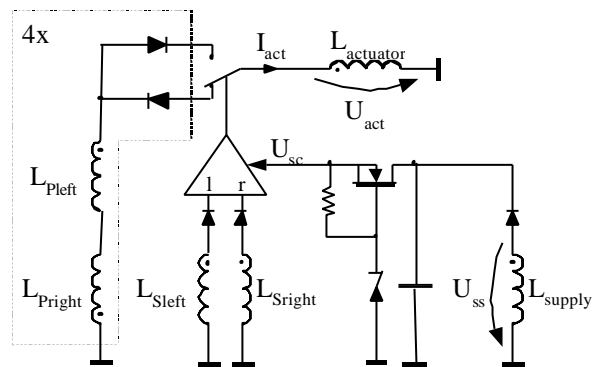 4x
I_act
L_actuator
U_act
U_sc
l r
L_Pleft
L_Pright
L_Sleft
L_Sright
U_ss
L_supply